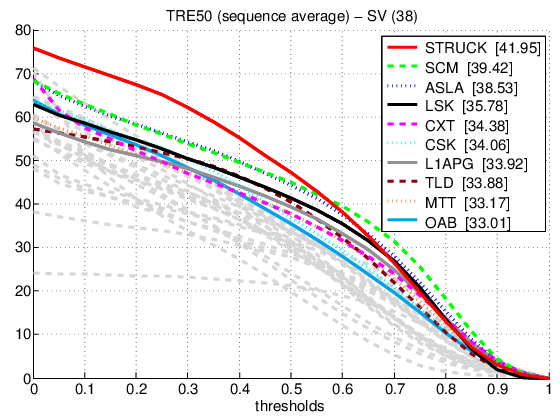 TRE50 (sequence average) – SV (38)
80
70
60
50
40
30
20
10
0
STRUCK [41.95]
SCM [39.42]
ASLA [38.53]
LSK [35.78]
CXT [34.38]
CSK [34.06]
L1APG [33.92]
TLD [33.88]
MTT [33.17]
OAB [33.01]
0 0.1 0.2 0.3 0.4 0.5 0.6 0.7 0.8 0.9 1
thresholds